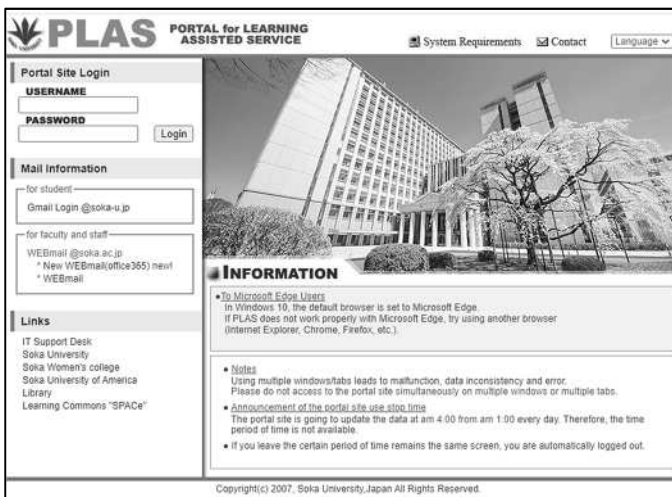 PLAS PORTAL for LEARNING
ASSISTED SERVICE
System Requirements Contact Language
Portal Site Login
USERNAME
PASSWORD
Login
Mail information
for student
Gmail Login @soka-u.jp
for faculty and staff
WEBmail @soka.ac.jp
* New WEBmail(office365) new!
* WEBmail
Links
IT Support Desk
Soka University
Soka Women's college
Soka University of America
Library
Learning Commons "SPACe"
INFORMATION
●To Microsoft Edge Users
In Windows 10, the default browser is set to Microsoft Edge.
If PLAS does not work properly with Microsoft Edge, try using another browser
(Internet Explorer, Chrome, Firefox, etc.).
● Notes
Using multiple windows/tabs leads to malfunction, data inconsistency and error.
Please do not access to the portal site simultaneously on multiple windows or multiple tabs.
● Announcement of the portal site use stop time
The portal site is going to update the data at am 4:00 from am 1:00 every day. Therefore, the time
period of time is not available.
● If you leave the certain period of time remains the same screen, you are automatically logged out.
Copyright(c) 2007, Soka University,Japan All Rights Reserved.